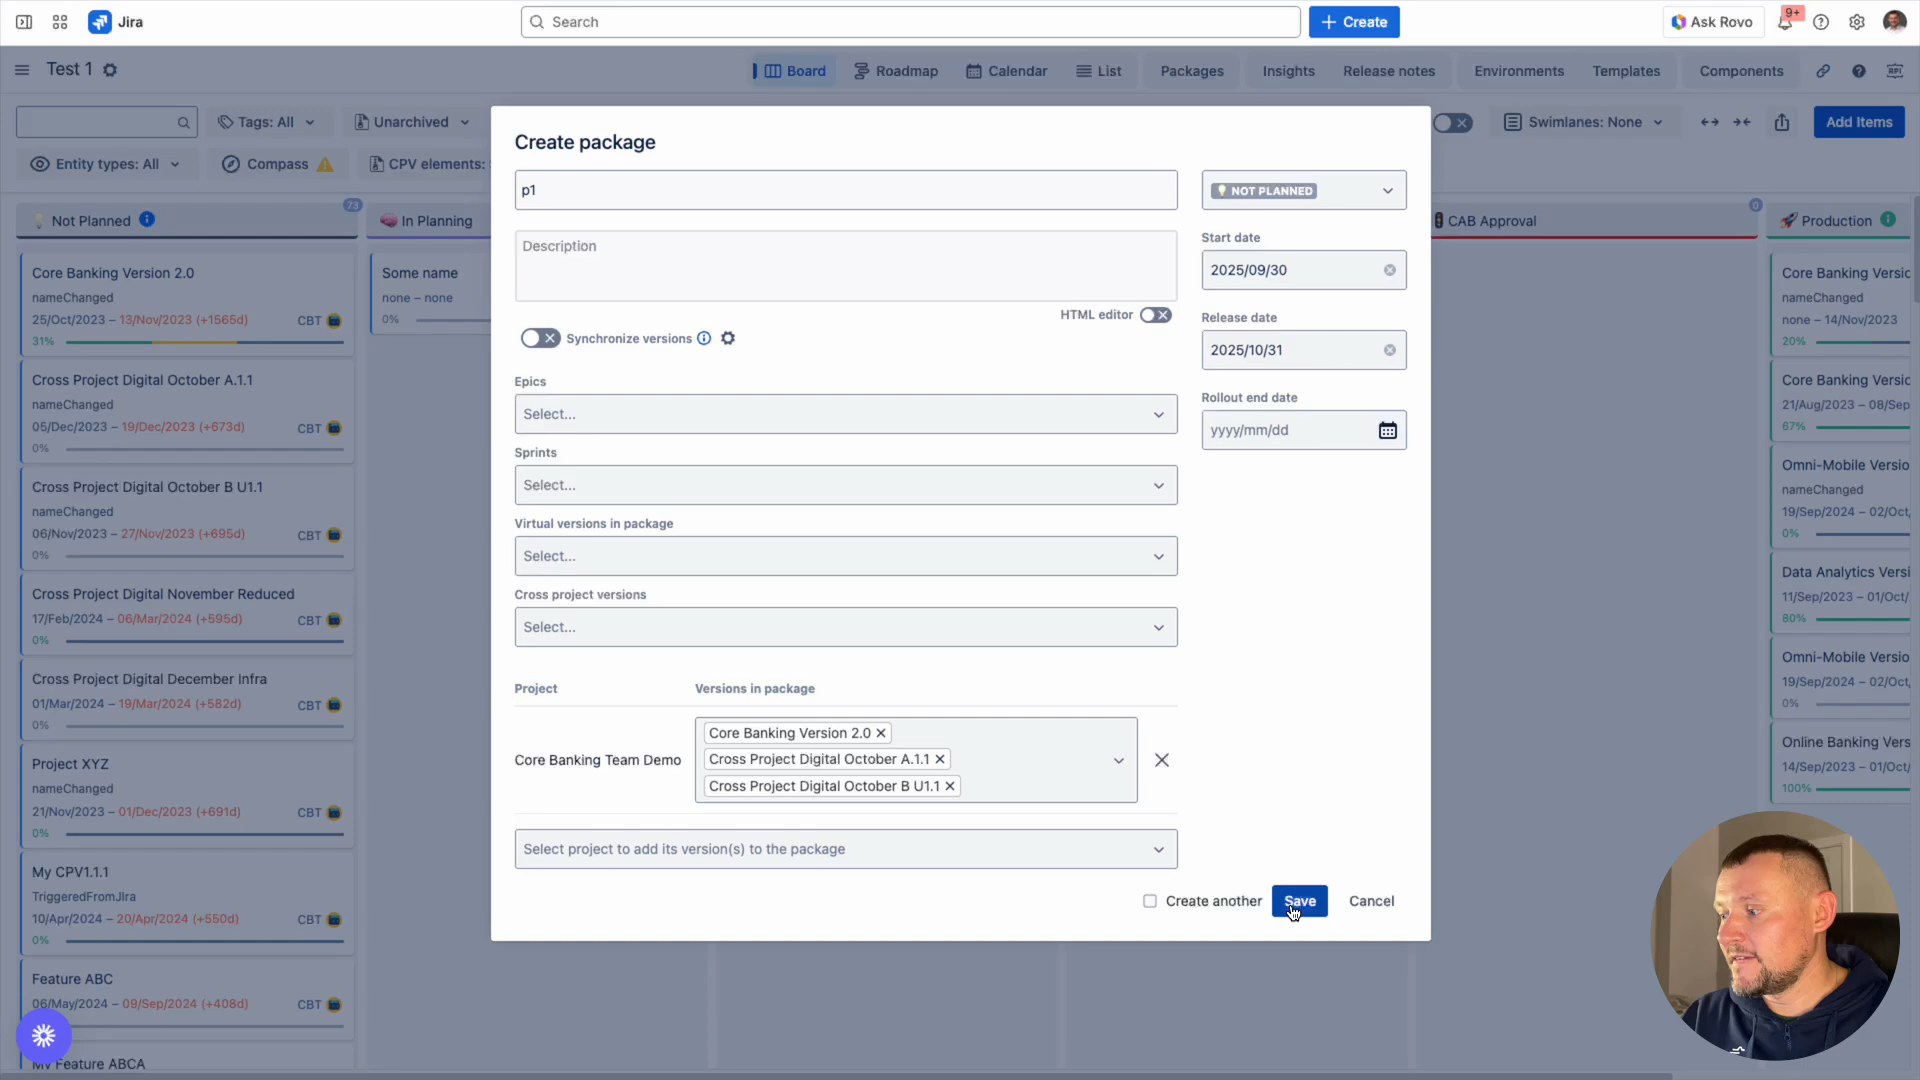 Jira
Search
Create
Ask Rovo
9+
Test 1
Board
Roadmap
Calendar
List
Packages
Insights
Release notes
Environments
Templates
Components
Tags: All
Unarchived
Swimlanes: None
Add Items
Entity types: All
Compass
CPV elements:
Not Planned
73
In Planning
CAB Approval
0
Production
Core Banking Version 2.0
nameChanged
25/Oct/2023 – 13/Nov/2023 (+1565d)
CBT
31%
Cross Project Digital October A.1.1
nameChanged
05/Dec/2023 – 19/Dec/2023 (+673d)
CBT
0%
Cross Project Digital October B U1.1
nameChanged
06/Nov/2023 – 27/Nov/2023 (+695d)
CBT
0%
Cross Project Digital November Reduced
17/Feb/2024 – 06/Mar/2024 (+595d)
CBT
0%
Cross Project Digital December Infra
01/Mar/2024 – 19/Mar/2024 (+582d)
CBT
0%
Project XYZ
nameChanged
21/Nov/2023 – 01/Dec/2023 (+691d)
CBT
0%
My CPV1.1.1
TriggeredFromJIra
10/Apr/2024 – 20/Apr/2024 (+550d)
CBT
0%
Feature ABC
06/May/2024 – 09/Sep/2024 (+408d)
CBT
My Feature ABCA
Some name
none – none
0%
Create package
p1
NOT PLANNED
Description
HTML editor
Synchronize versions
Start date
2025/09/30
Release date
2025/10/31
Rollout end date
yyyy/mm/dd
Epics
Select...
Sprints
Select...
Virtual versions in package
Select...
Cross project versions
Select...
Project
Versions in package
Core Banking Team Demo
Core Banking Version 2.0
Cross Project Digital October A.1.1
Cross Project Digital October B U1.1
Select project to add its version(s) to the package
Create another
Save
Cancel
Core Banking Versio
nameChanged
none – 14/Nov/2023
20%
Core Banking Versio
21/Aug/2023 – 08/Sep
67%
Omni-Mobile Versio
nameChanged
19/Sep/2024 – 02/Oct,
0%
Data Analytics Versi
11/Sep/2023 – 01/Oct/
80%
Omni-Mobile Versio
19/Sep/2024 – 02/Oct,
0%
Online Banking Vers
14/Sep/2023 – 01/Oct/
100%